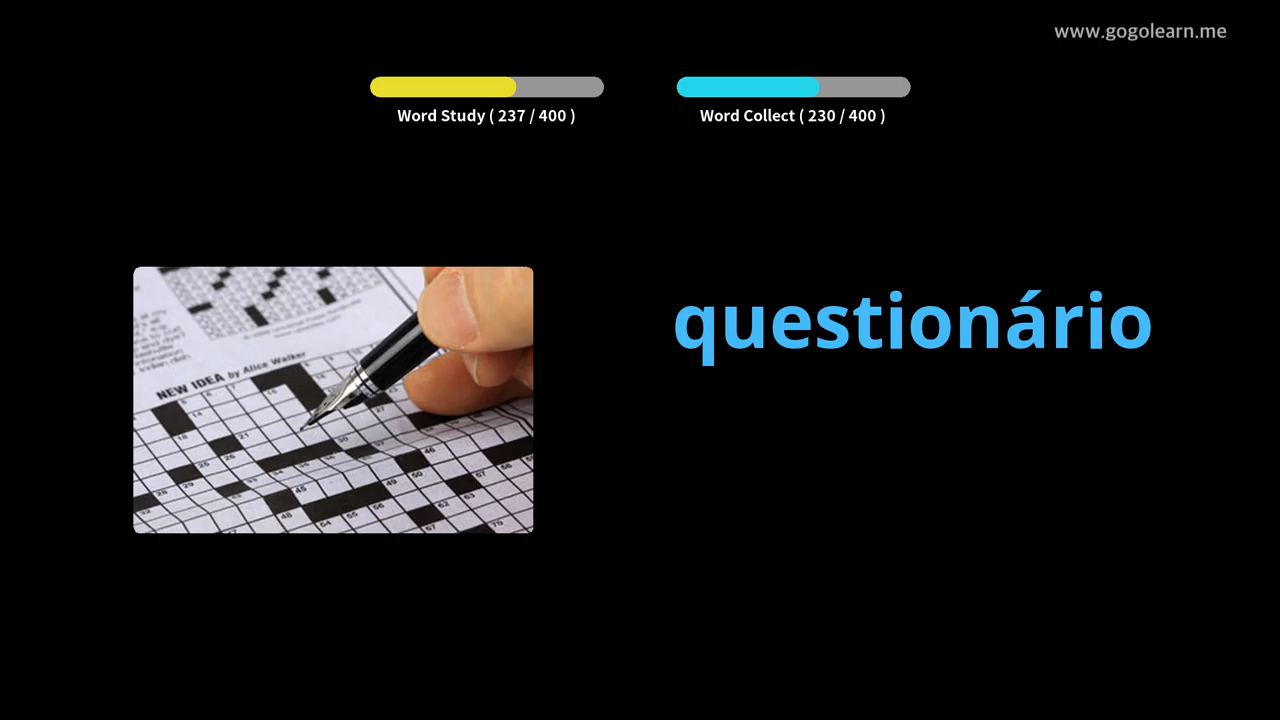 www.gogolearn.me
Word Study ( 237 / 400 )
Word Collect ( 230 / 400 )
questionário
NEW IDEA by Alice Walker